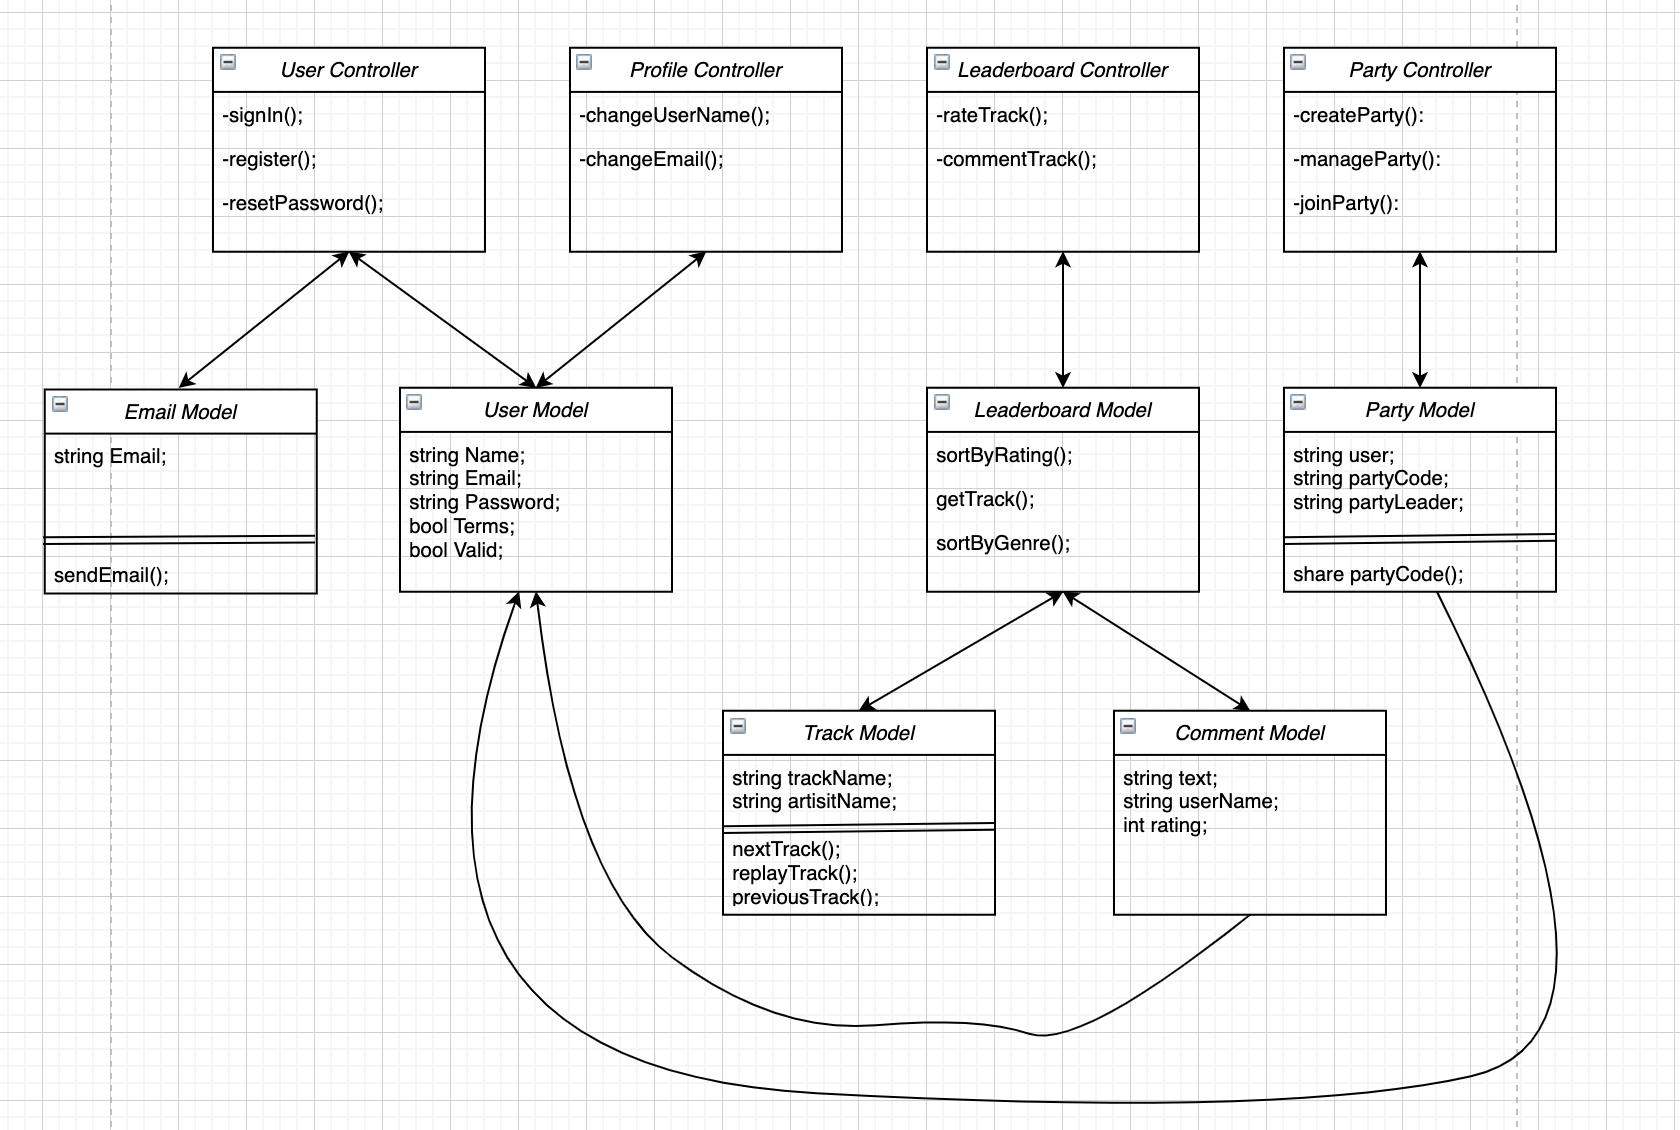 User Controller
-signIn();
-register();
-resetPassword();
Profile Controller
-changeUserName();
-changeEmail();
Leaderboard Controller
-rateTrack();
-commentTrack();
Party Controller
-createParty():
-manageParty():
-joinParty():
Email Model
string Email;
sendEmail();
User Model
string Name;
string Email;
string Password;
bool Terms;
bool Valid;
Leaderboard Model
sortByRating();
getTrack();
sortByGenre();
Party Model
string user;
string partyCode;
string partyLeader;
share partyCode();
Track Model
string trackName;
string artisitName;
nextTrack();
replayTrack();
previousTrack();
Comment Model
string text;
string userName;
int rating;